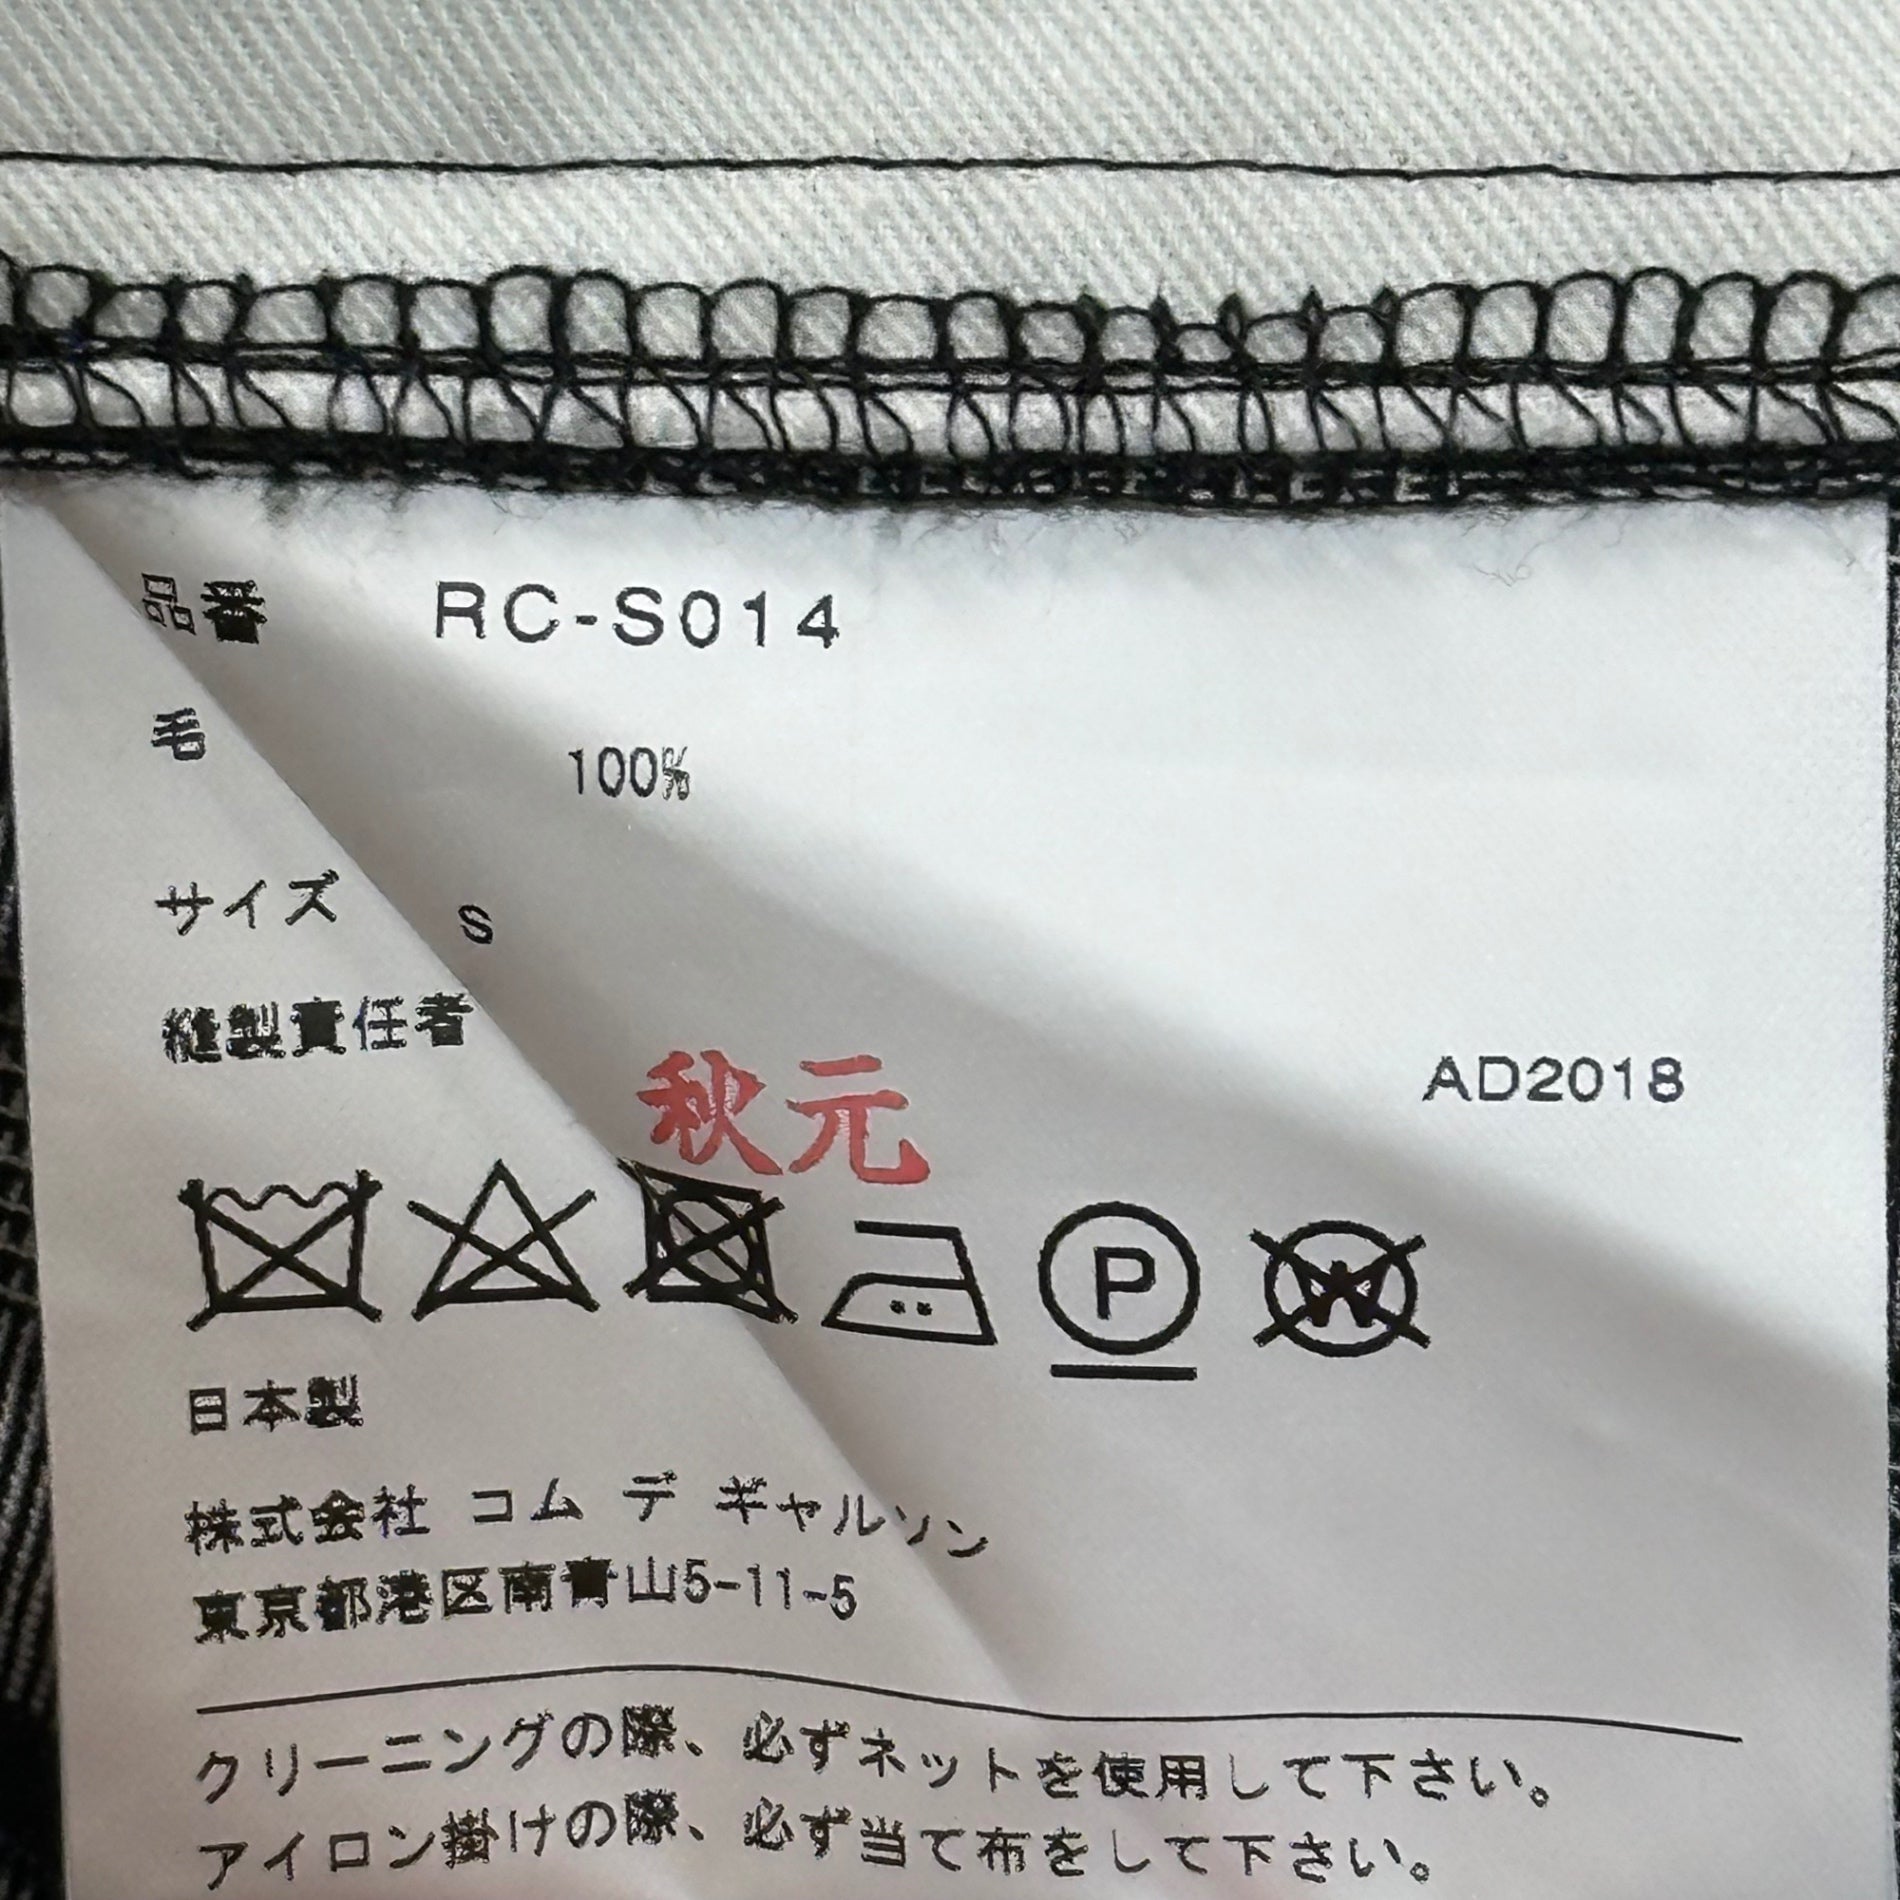 品番 RC-S014
毛 100%
サイズ S
縫製責任者
秋元 AD2018
P W
日本製
株式会社 コム デ ギャルソン
東京都港区南青山5-11-5
クリーニングの際、必ずネットを使用して下さい。
アイロン掛けの際、必ず当て布をして下さい。